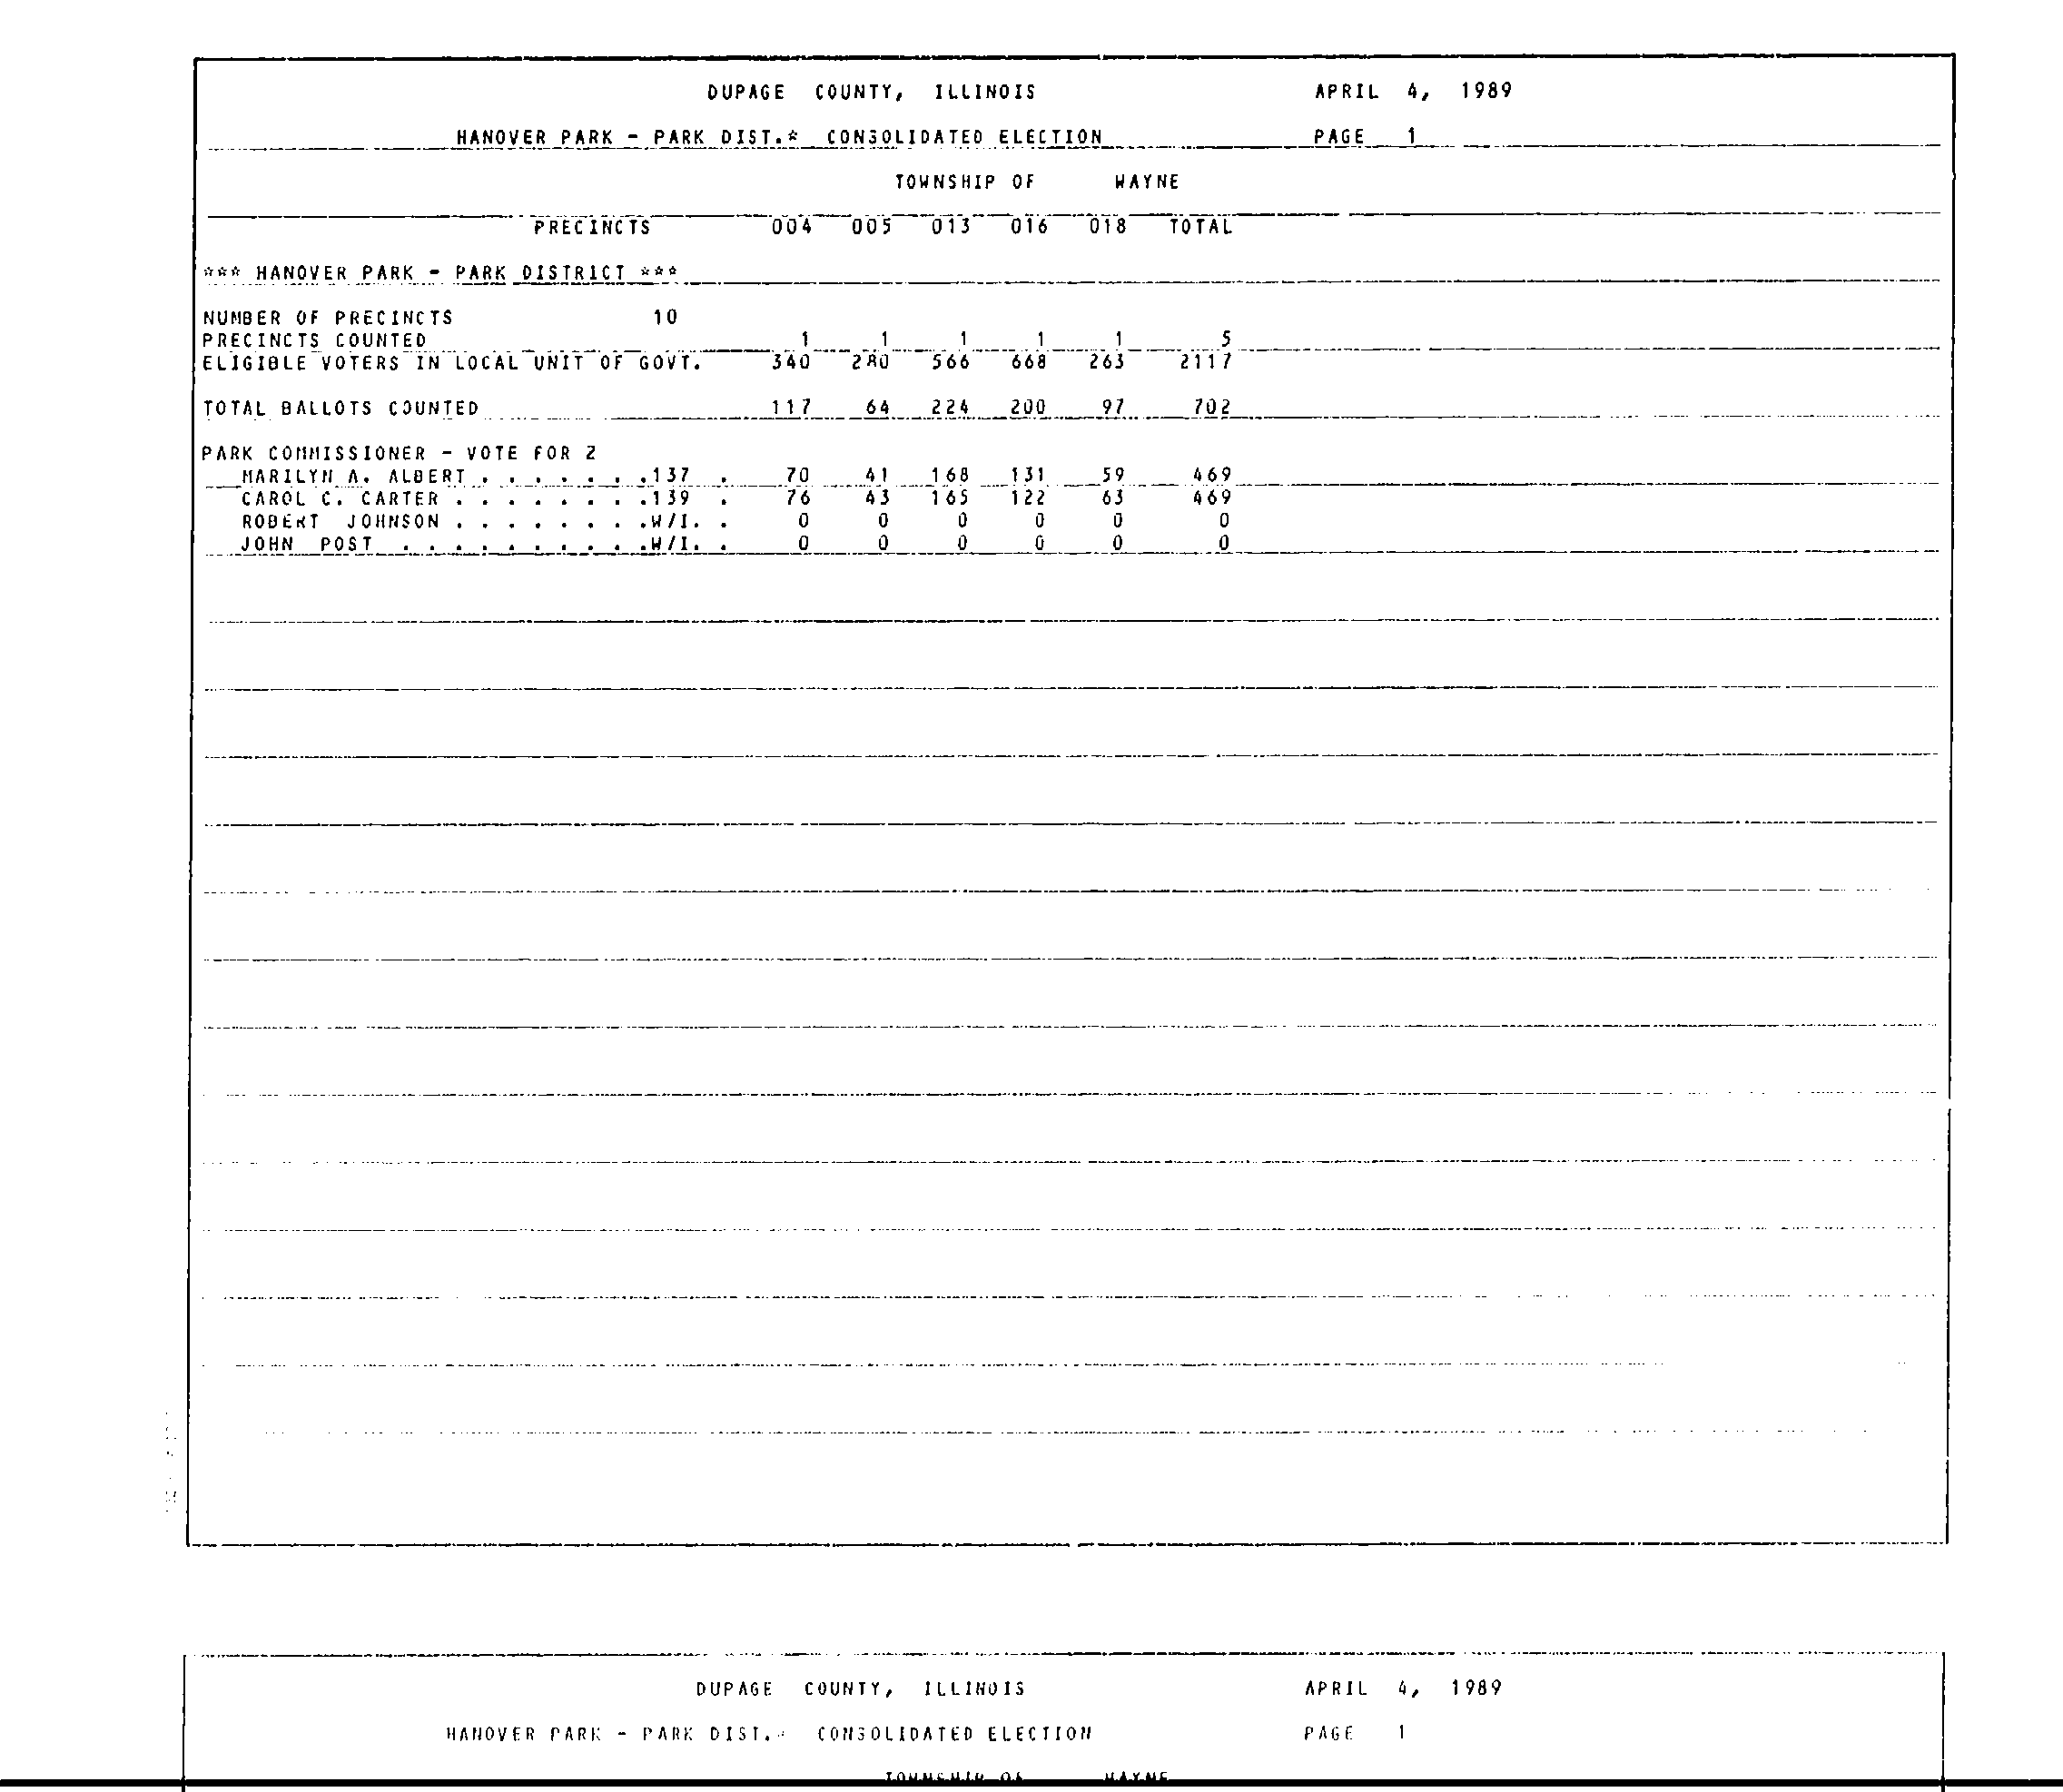 DUPAGE COUNTY, ILLINOIS APRIL 4, 1989
HANOVER PARK - PARK DIST.* CONSOLIDATED ELECTION PAGE 1
TOWNSHIP OF WAYNE
PRECINCTS 004 005 013 016 018 TOTAL
*** HANOVER PARK - PARK DISTRICT ***
NUMBER OF PRECINCTS 10
PRECINCTS COUNTED 1 1 1 1 1 5
ELIGIBLE VOTERS IN LOCAL UNIT OF GOVT. 340 280 566 668 263 2117
TOTAL BALLOTS COUNTED 117 64 224 200 97 702
PARK COMMISSIONER - VOTE FOR 2
MARILYN A. ALBERT . . . . . . .137 . 70 41 168 131 59 469
CAROL C. CARTER . . . . . . . .139 . 76 43 165 122 63 469
ROBERT JOHNSON . . . . . . . .W/I. . 0 0 0 0 0 0
JOHN POST . . . . . . . . . .W/I. . 0 0 0 0 0 0
DUPAGE COUNTY, ILLINOIS APRIL 4, 1989
HANOVER PARK - PARK DIST.* CONSOLIDATED ELECTION PAGE 1
TOWNSHIP OF WAYNE